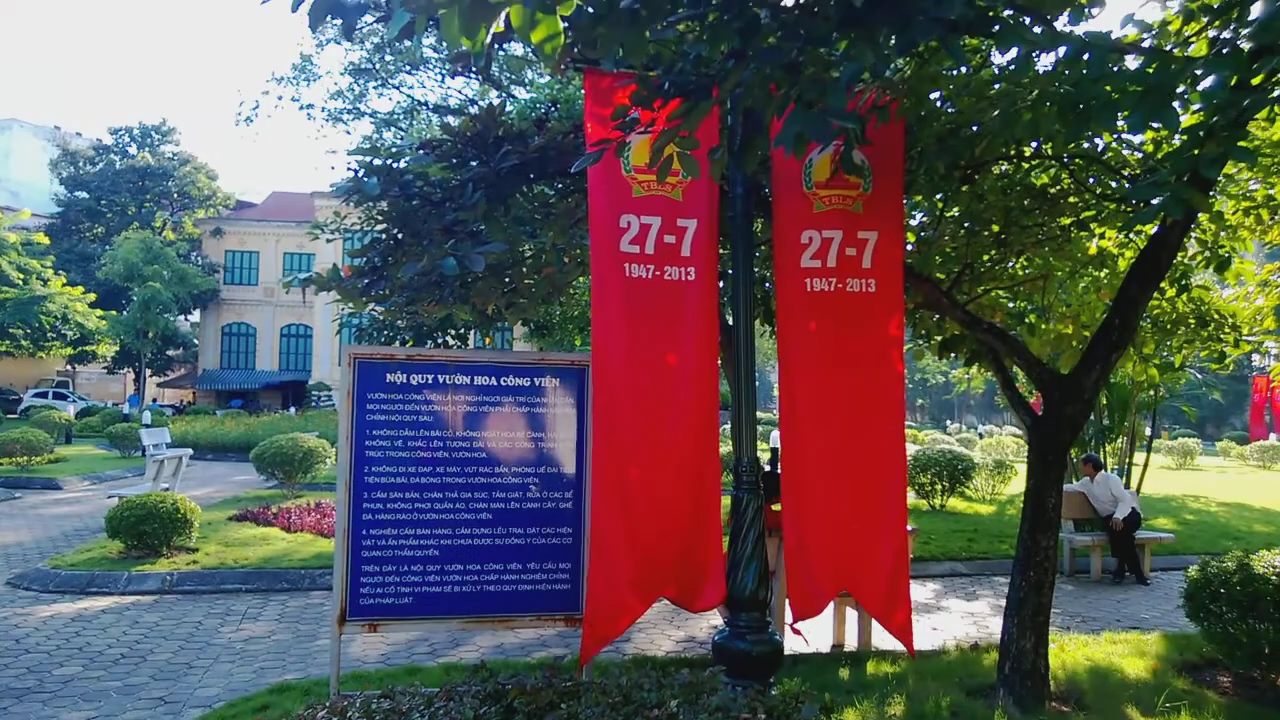 NỘI QUY VƯỜN HOA CÔNG VIÊN
VƯỜN HOA CÔNG VIÊN LÀ NƠI NGHỈ NGƠI GIẢI TRÍ CỦA NHÂN DÂN.
MỌI NGƯỜI ĐẾN VƯỜN HOA CÔNG VIÊN PHẢI CHẤP HÀNH
CHỈNH NỘI QUY SAU:
1. KHÔNG DẪM LÊN BÃI CỎ, KHÔNG NGẮT HOA BẺ CÀNH,
KHÔNG VẼ, KHẮC LÊN TƯỢNG ĐÀI VÀ CÁC CÔNG TRÌNH
TRÚC TRONG CÔNG VIÊN, VƯỜN HOA.
2. KHÔNG ĐI XE ĐẠP, XE MÁY, VỨT RÁC BẨN, PHÓNG UẾ ĐẠI TIỂU
TIỆN BỪA BÃI, ĐÁ BÓNG TRONG VƯỜN HOA CÔNG VIÊN.
3. CẤM SĂN BẮN, CHĂN THẢ GIA SÚC, TẮM GIẶT, RỬA Ở CÁC BỂ
PHUN, KHÔNG PHƠI QUẦN ÁO, CHĂN MÀN LÊN CÀNH CÂY, GHẾ
ĐÁ, HÀNG RÀO Ở VƯỜN HOA CÔNG VIÊN.
4. NGHIÊM CẤM BÁN HÀNG, CẤM DỰNG LỀU TRẠI, ĐẶT CÁC HIỆN
VẬT VÀ ẤN PHẨM KHÁC KHI CHƯA ĐƯỢC SỰ ĐỒNG Ý CỦA CÁC CƠ
QUAN CÓ THẨM QUYỀN.
TRÊN ĐÂY LÀ NỘI QUY VƯỜN HOA CÔNG VIÊN. YÊU CẦU MỌI
NGƯỜI ĐẾN CÔNG VIÊN VƯỜN HOA CHẤP HÀNH NGHIÊM CHỈNH,
NẾU AI CỐ TÌNH VI PHẠM SẼ BỊ XỬ LÝ THEO QUY ĐỊNH HIỆN HÀNH
CỦA PHÁP LUẬT.
TBLS
27-7
1947- 2013
TBLS
27-7
1947- 2013